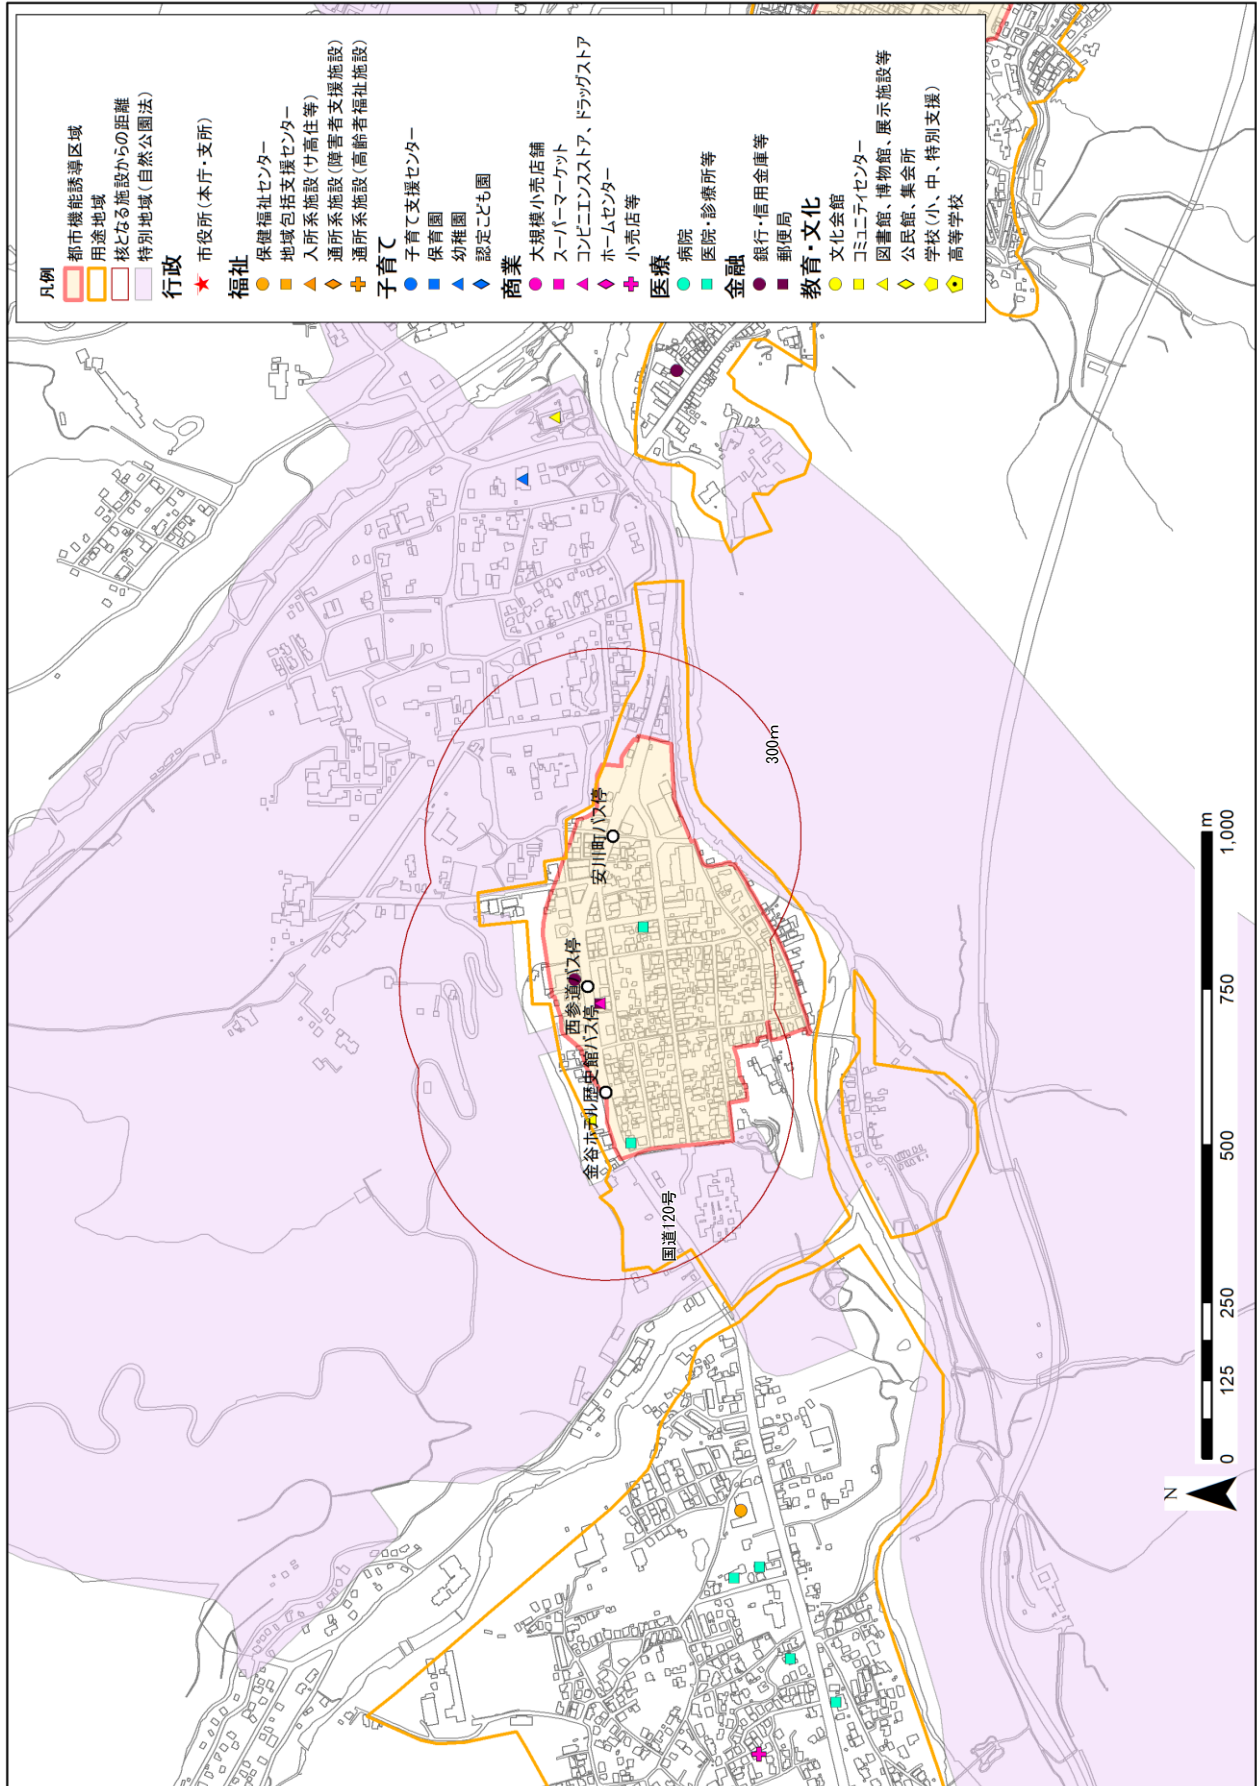 凡例
都市機能誘導区域
用途地域
核となる施設からの距離
特別地域(自然公園法)
行政
市役所(本庁・支所)
福祉
保健福祉センター
地域包括支援センター
入所系施設(サ高住等)
通所系施設(障害者支援施設)
通所系施設(高齢者福祉施設)
子育て
子育て支援センター
保育園
幼稚園
認定こども園
商業
大規模小売店舗
スーパーマーケット
コンビニエンスストア、ドラッグストア
ホームセンター
小売店等
医療
病院
医院・診療所等
金融
銀行・信用金庫等
郵便局
教育・文化
文化会館
コミュニティセンター
図書館、博物館、展示施設等
公民館、集会所
学校(小、中、特別支援)
高等学校
金谷ホテル歴史館バス停
西参道バス停
安川町バス停
国道120号
300m
N
0 125 250 500 750 1,000
m